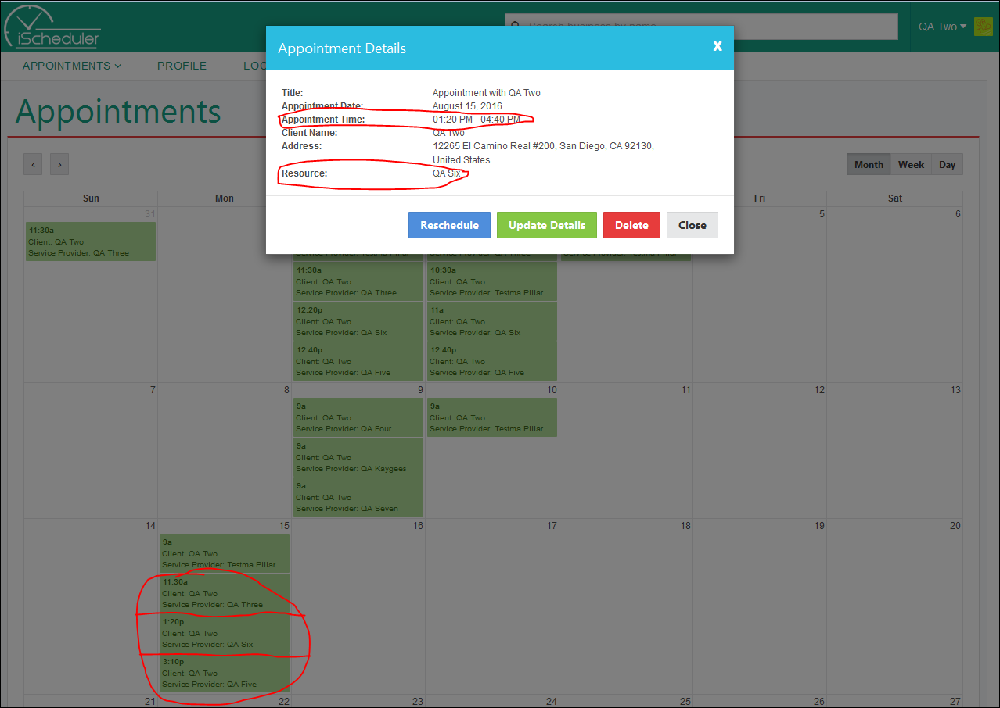 iScheduler
Search business by name
QA Two
APPOINTMENTS
PROFILE
LOC
Appointment Details
X
Title: Appointment with QA Two
Appointment Date: August 15, 2016
Appointment Time: 01:20 PM - 04:40 PM
Client Name: QA Two
Address: 12265 El Camino Real #200, San Diego, CA 92130,
United States
Resource: QA Six
Reschedule Update Details Delete Close
Appointments
< >
Month Week Day
Sun Mon Fri Sat
31 5 6
11:30a
Client: QA Two
Service Provider: QA Three
Service Provider: Testma Pillar
Service Provider: QA Three
Service Provider: Testma Pillar
11:30a
Client: QA Two
Service Provider: QA Three
12:20p
Client: QA Two
Service Provider: QA Six
12:40p
Client: QA Two
Service Provider: QA Five
10:30a
Client: QA Two
Service Provider: Testma Pillar
11a
Client: QA Two
Service Provider: QA Six
12:40p
Client: QA Two
Service Provider: QA Five
7 8 9 10 11 12 13
9a
Client: QA Two
Service Provider: QA Four
9a
Client: QA Two
Service Provider: QA Kaygees
9a
Client: QA Two
Service Provider: QA Seven
9a
Client: QA Two
Service Provider: Testma Pillar
14 15 16 17 18 19 20
9a
Client: QA Two
Service Provider: Testma Pillar
11:30a
Client: QA Two
Service Provider: QA Three
1:20p
Client: QA Two
Service Provider: QA Six
3:10p
Client: QA Two
Service Provider: QA Five
21 22 23 24 25 26 27